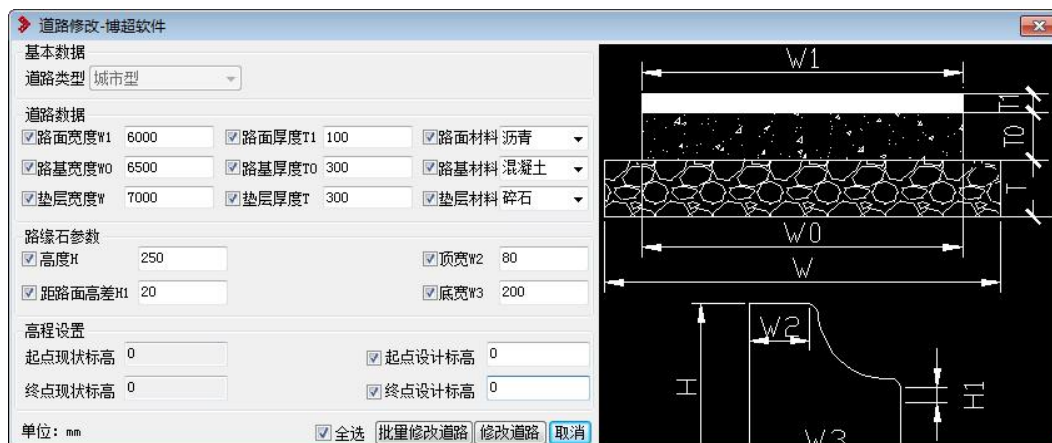 道路修改-博超软件
基本数据
道路类型 城市型
道路数据
路面宽度W1 6000 路面厚度T1 100 路面材料 沥青
路基宽度W0 6500 路基厚度T0 300 路基材料 混凝土
垫层宽度W 7000 垫层厚度T 300 垫层材料 碎石
路缘石参数
高度H 250 顶宽W2 80
距路面高差H1 20 底宽W3 200
高程设置
起点现状标高 0 起点设计标高 0
终点现状标高 0 终点设计标高 0
单位: mm 全选 批量修改道路 修改道路 取消
W1
T1
T0
T
W0
W
W2
H
H1
W3